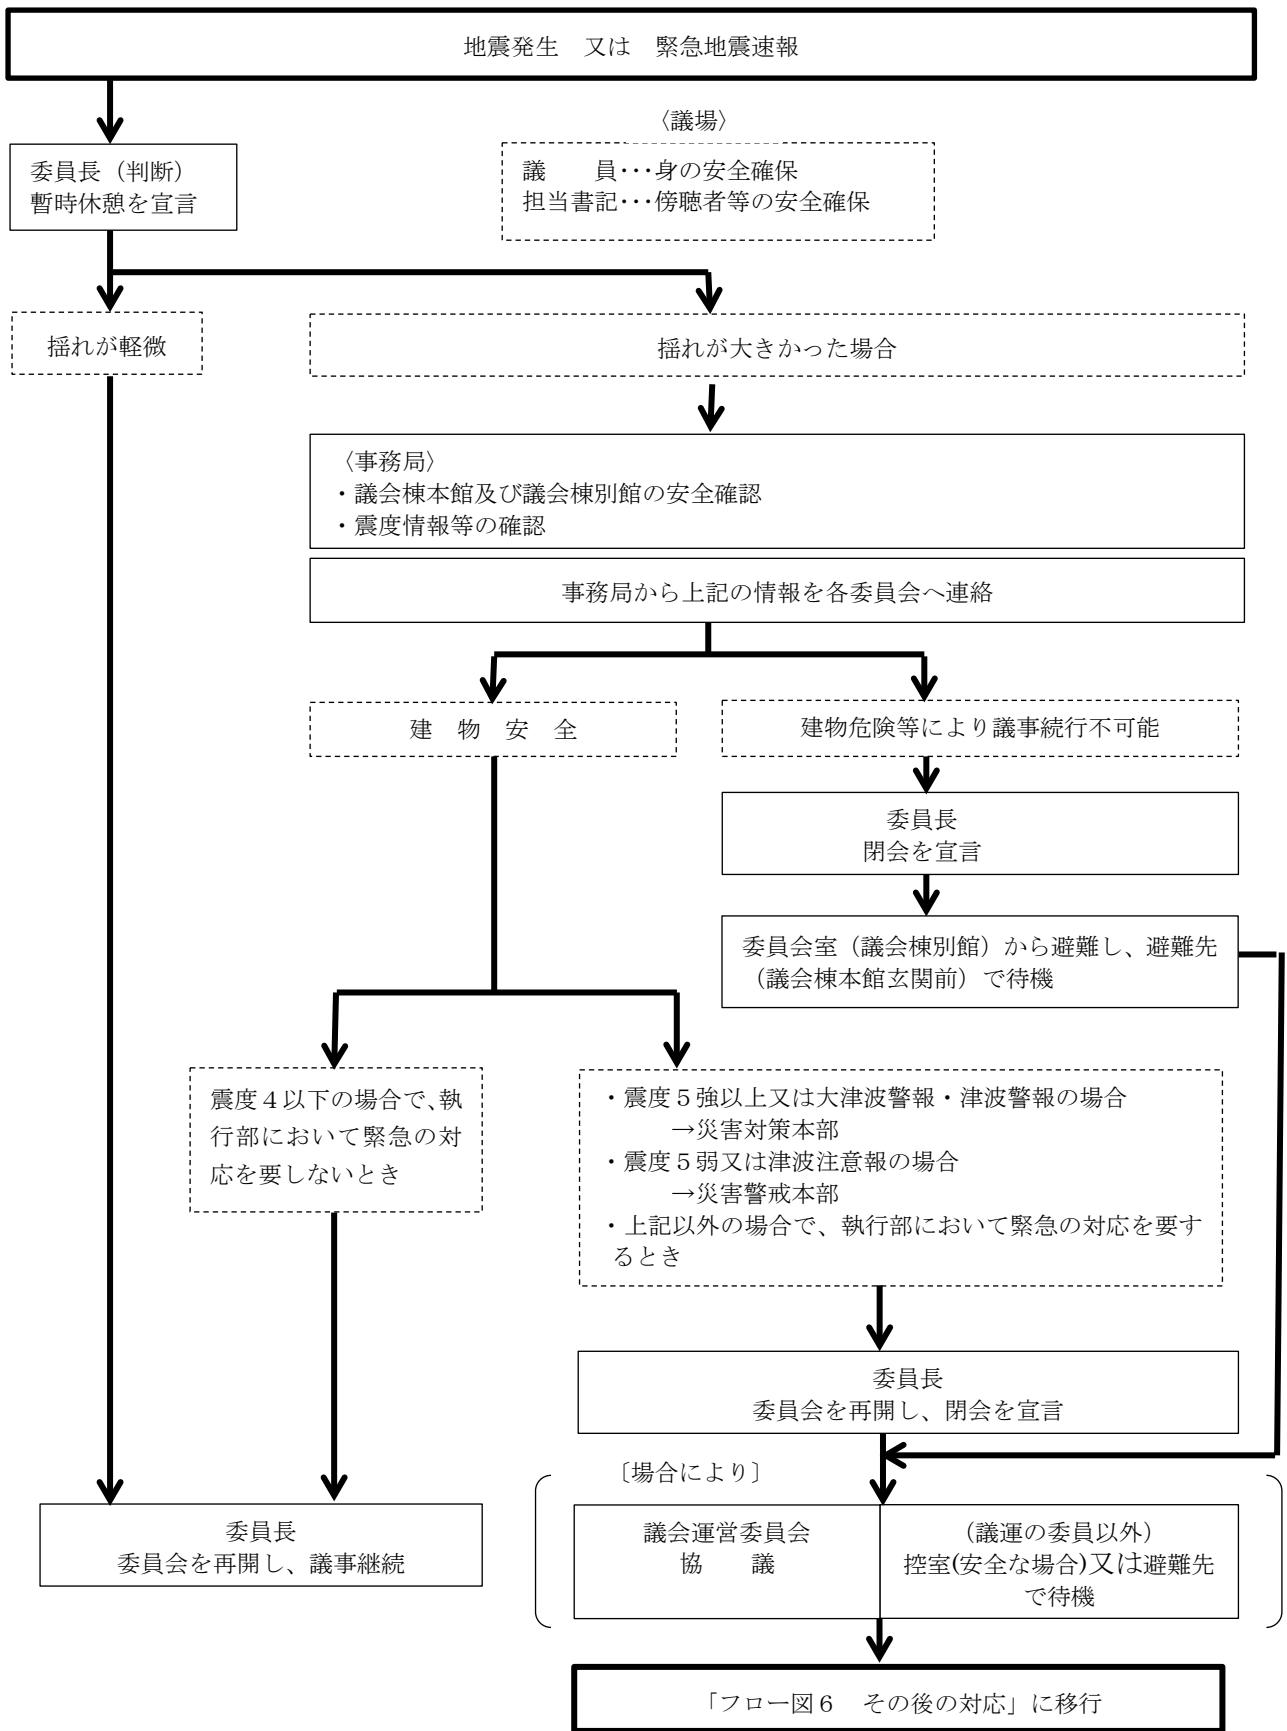 地震発生　又は　緊急地震速報
〈議場〉
委員長（判断）
暫時休憩を宣言
議　　員･･･身の安全確保
担当書記･･･傍聴者等の安全確保
揺れが軽微
揺れが大きかった場合
〈事務局〉
・議会棟本館及び議会棟別館の安全確認
・震度情報等の確認
事務局から上記の情報を各委員会へ連絡
建　物　安　全
建物危険等により議事続行不可能
委員長
閉会を宣言
委員会室（議会棟別館）から避難し、避難先
（議会棟本館玄関前）で待機
震度４以下の場合で、執
行部において緊急の対
応を要しないとき
・震度５強以上又は大津波警報・津波警報の場合
→災害対策本部
・震度５弱又は津波注意報の場合
→災害警戒本部
・上記以外の場合で、執行部において緊急の対応を要す
るとき
委員長
委員会を再開し、閉会を宣言
〔場合により〕
委員長
委員会を再開し、議事継続
議会運営委員会
協　　議
（議運の委員以外）
控室(安全な場合)又は避難先
で待機
「フロー図６　その後の対応」に移行